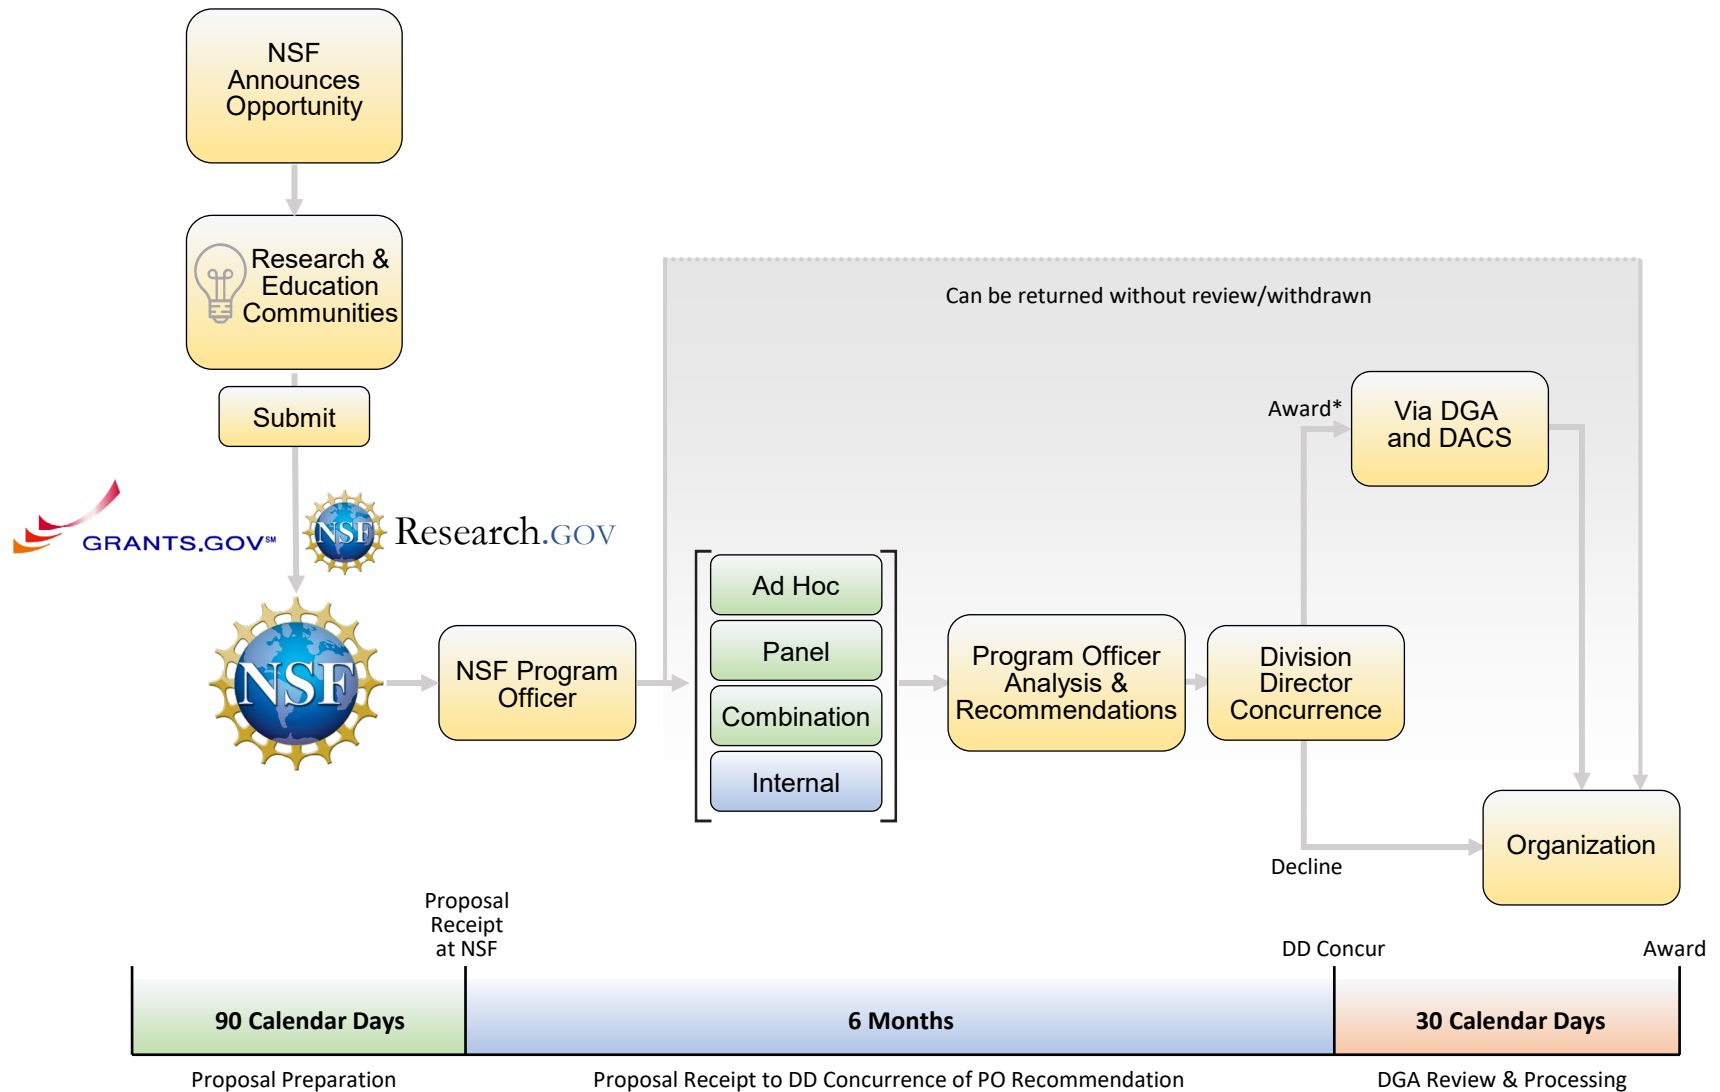 NSF
Announces
Opportunity
Research &
Education
Communities
Submit
GRANTS.GOV℠
NSF
Research.GOV
NSF
NSF Program
Officer
Can be returned without review/withdrawn
Ad Hoc
Panel
Combination
Internal
Program Officer
Analysis &
Recommendations
Division
Director
Concurrence
Award*
Via DGA
and DACS
Decline
Organization
Proposal
Receipt
at NSF
DD Concur
Award
90 Calendar Days
6 Months
30 Calendar Days
Proposal Preparation
Proposal Receipt to DD Concurrence of PO Recommendation
DGA Review & Processing